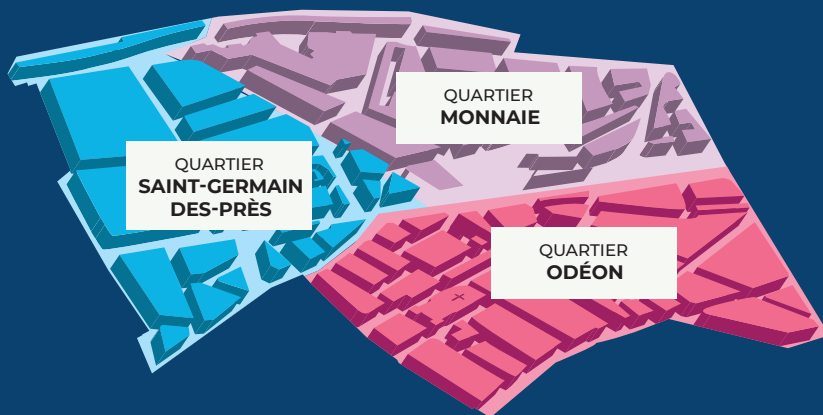 QUARTIER
MONNAIE
QUARTIER
SAINT-GERMAIN
DES-PRÈS
QUARTIER
ODÉON